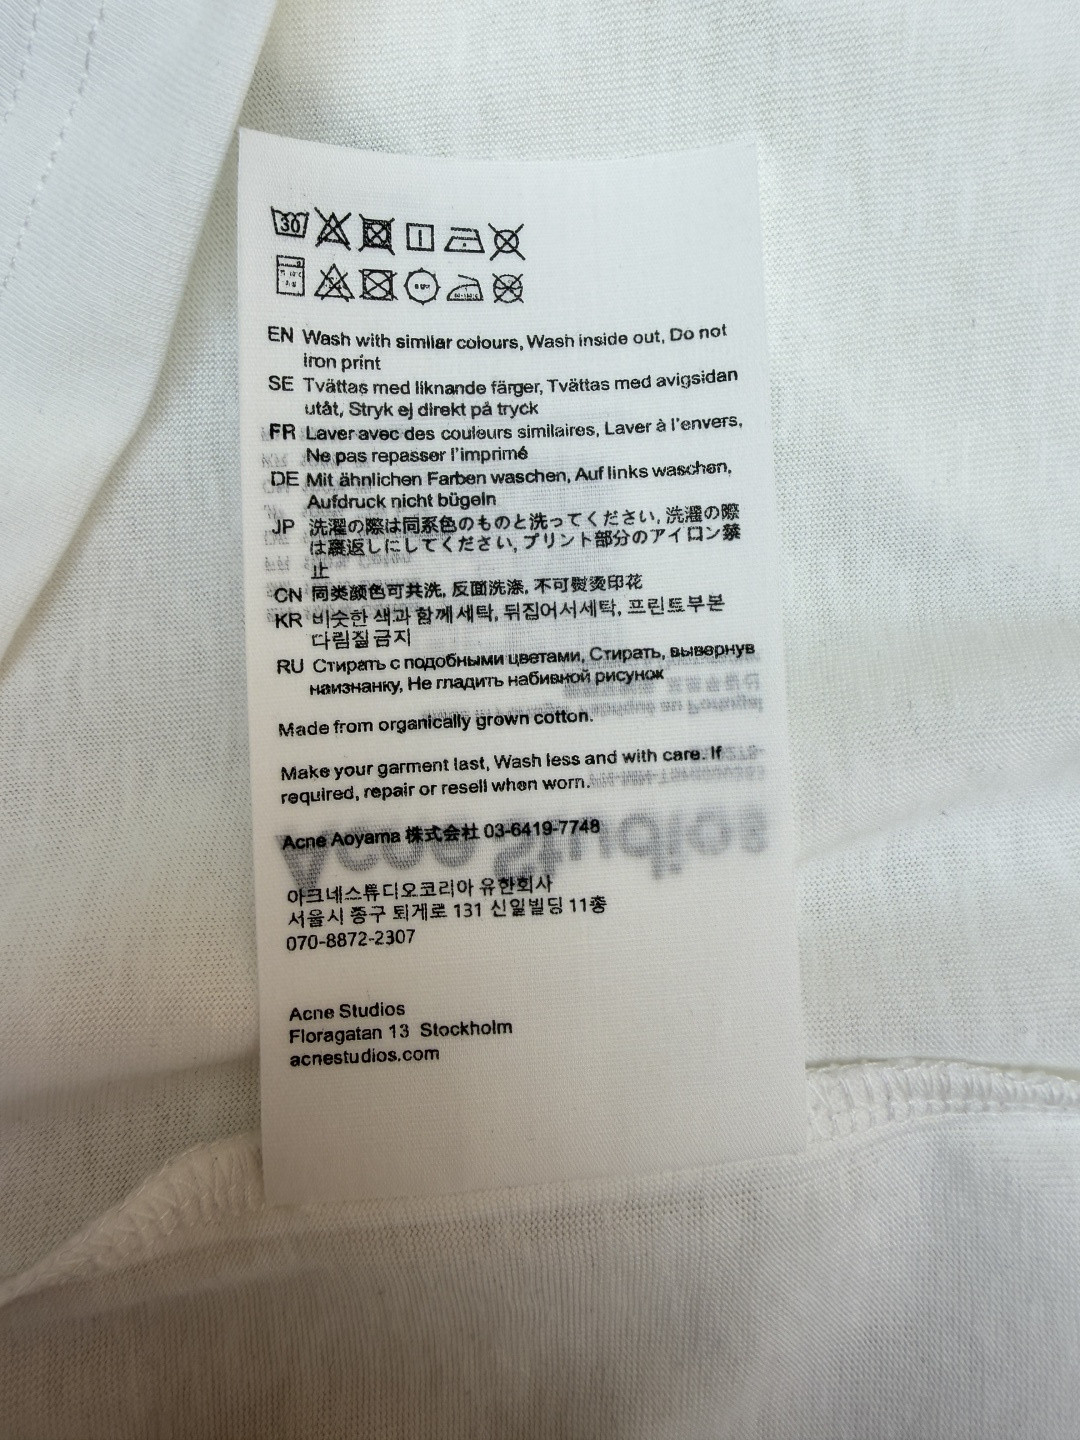 30
EN Wash with similar colours, Wash inside out, Do not
iron print
SE Tvättas med liknande färger, Tvättas med avigsidan
utåt, Stryk ej direkt på tryck
FR Laver avec des couleurs similaires, Laver à l'envers,
Ne pas repasser l'imprimé
DE Mit ähnlichen Farben waschen, Auf links waschen,
Aufdruck nicht bügeln
JP 洗濯の際は同系色のものと洗ってください, 洗濯の際
は裏返しにしてください, プリント部分のアイロン禁
止
CN 同类颜色可共洗, 反面洗涤, 不可熨烫印花
KR 비슷한 색과 함께 세탁, 뒤집어서 세탁, 프린트 부분
다림질 금지
RU Стирать с подобными цветами, Стирать, вывернув
наизнанку, Не гладить набивной рисунок
Made from organically grown cotton.
Make your garment last, Wash less and with care. If
required, repair or resell when worn.
Acne Aoyama 株式会社 03-6419-7748
아크네스튜디오코리아 유한회사
서울시 중구 퇴계로 131 신일빌딩 11층
070-8872-2307
Acne Studios
Floragatan 13 Stockholm
acnestudios.com
Acne Studios